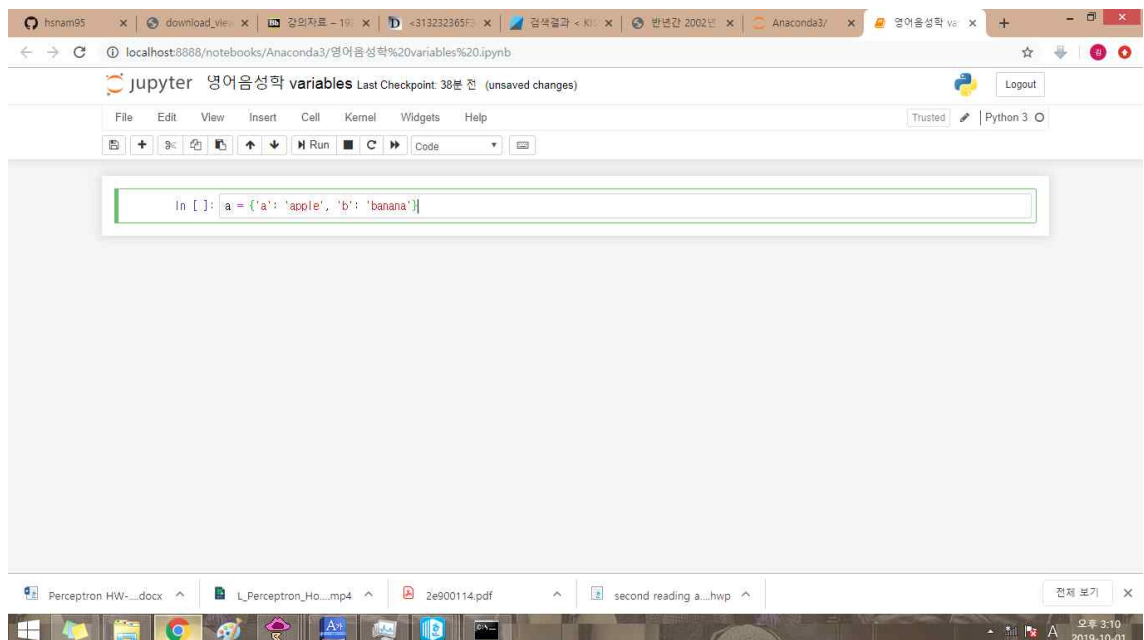 hsnam95 download_vie 강의자료 – 19 <313232365F3 검색결과 < KI 반년간 2002년 Anaconda3/ 영어음성학 va
localhost:8888/notebooks/Anaconda3/영어음성학%20variables%20.ipynb
jupyter 영어음성학 variables Last Checkpoint: 38분 전 (unsaved changes) Logout
File Edit View Insert Cell Kernel Widgets Help Trusted Python 3
Run Code
In [ ]: a = {'a': 'apple', 'b': 'banana'}
Perceptron HW-....docx L_Perceptron_Ho....mp4 2e900114.pdf second reading a....hwp 전체 보기
A 오후 3:10
2019-10-01